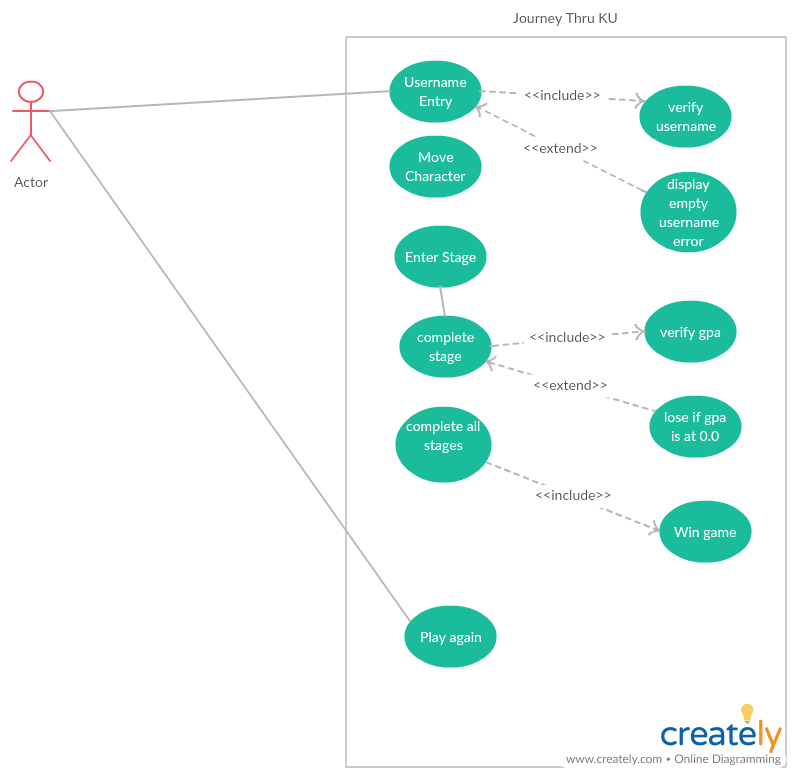 Journey Thru KU
Actor
Username
Entry
<<include>>
verify
username
<<extend>>
Move
Character
display
empty
username
error
Enter Stage
complete
stage
<<include>>
verify gpa
<<extend>>
lose if gpa
is at 0.0
complete all
stages
<<include>>
Win game
Play again
creately
www.creately.com • Online Diagramming